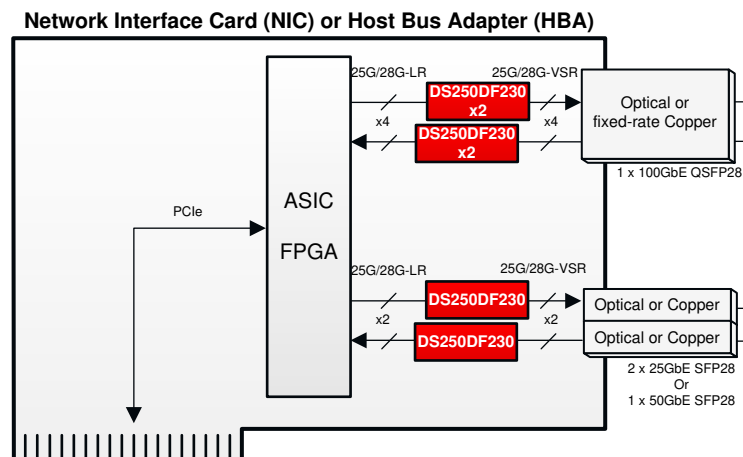 Network Interface Card (NIC) or Host Bus Adapter (HBA)
25G/28G-LR
25G/28G-VSR
DS250DF230
x2
x4
x4
DS250DF230
x2
Optical or
fixed-rate Copper
1 x 100GbE QSFP28
ASIC
FPGA
PCIe
25G/28G-LR
25G/28G-VSR
DS250DF230
x2
x2
DS250DF230
Optical or Copper
Optical or Copper
2 x 25GbE SFP28
Or
1 x 50GbE SFP28